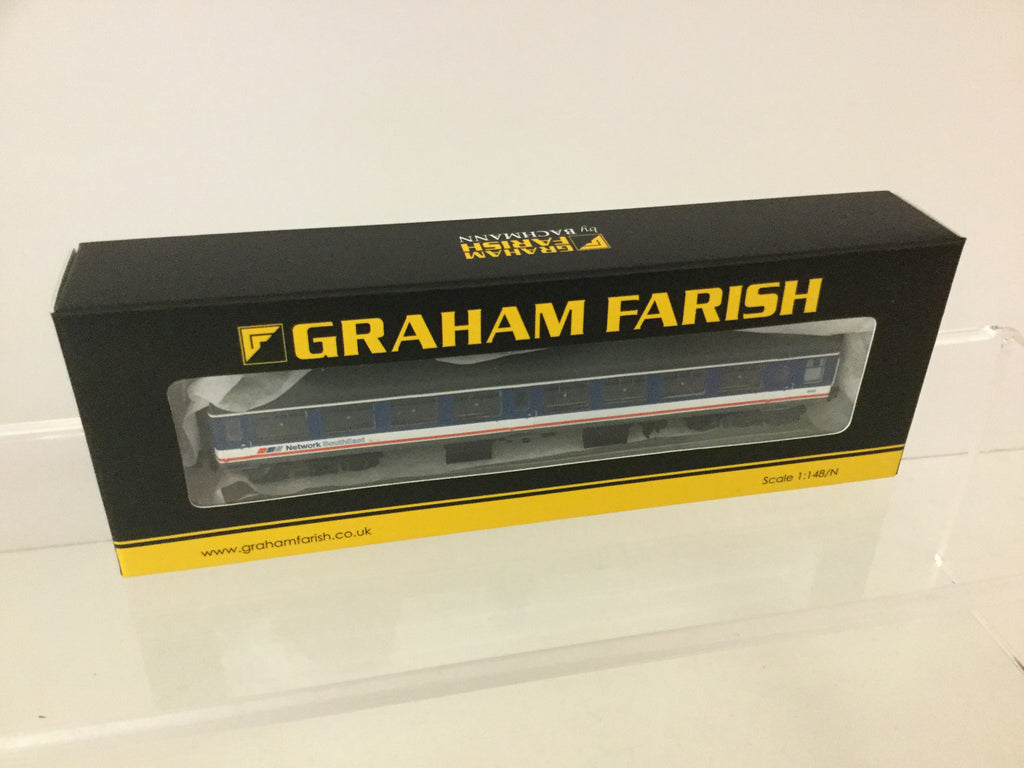 GRAHAM
FARISH
by BACHMANN
GRAHAM FARISH
Network SouthEast
Scale 1:148/N
www.grahamfarish.co.uk